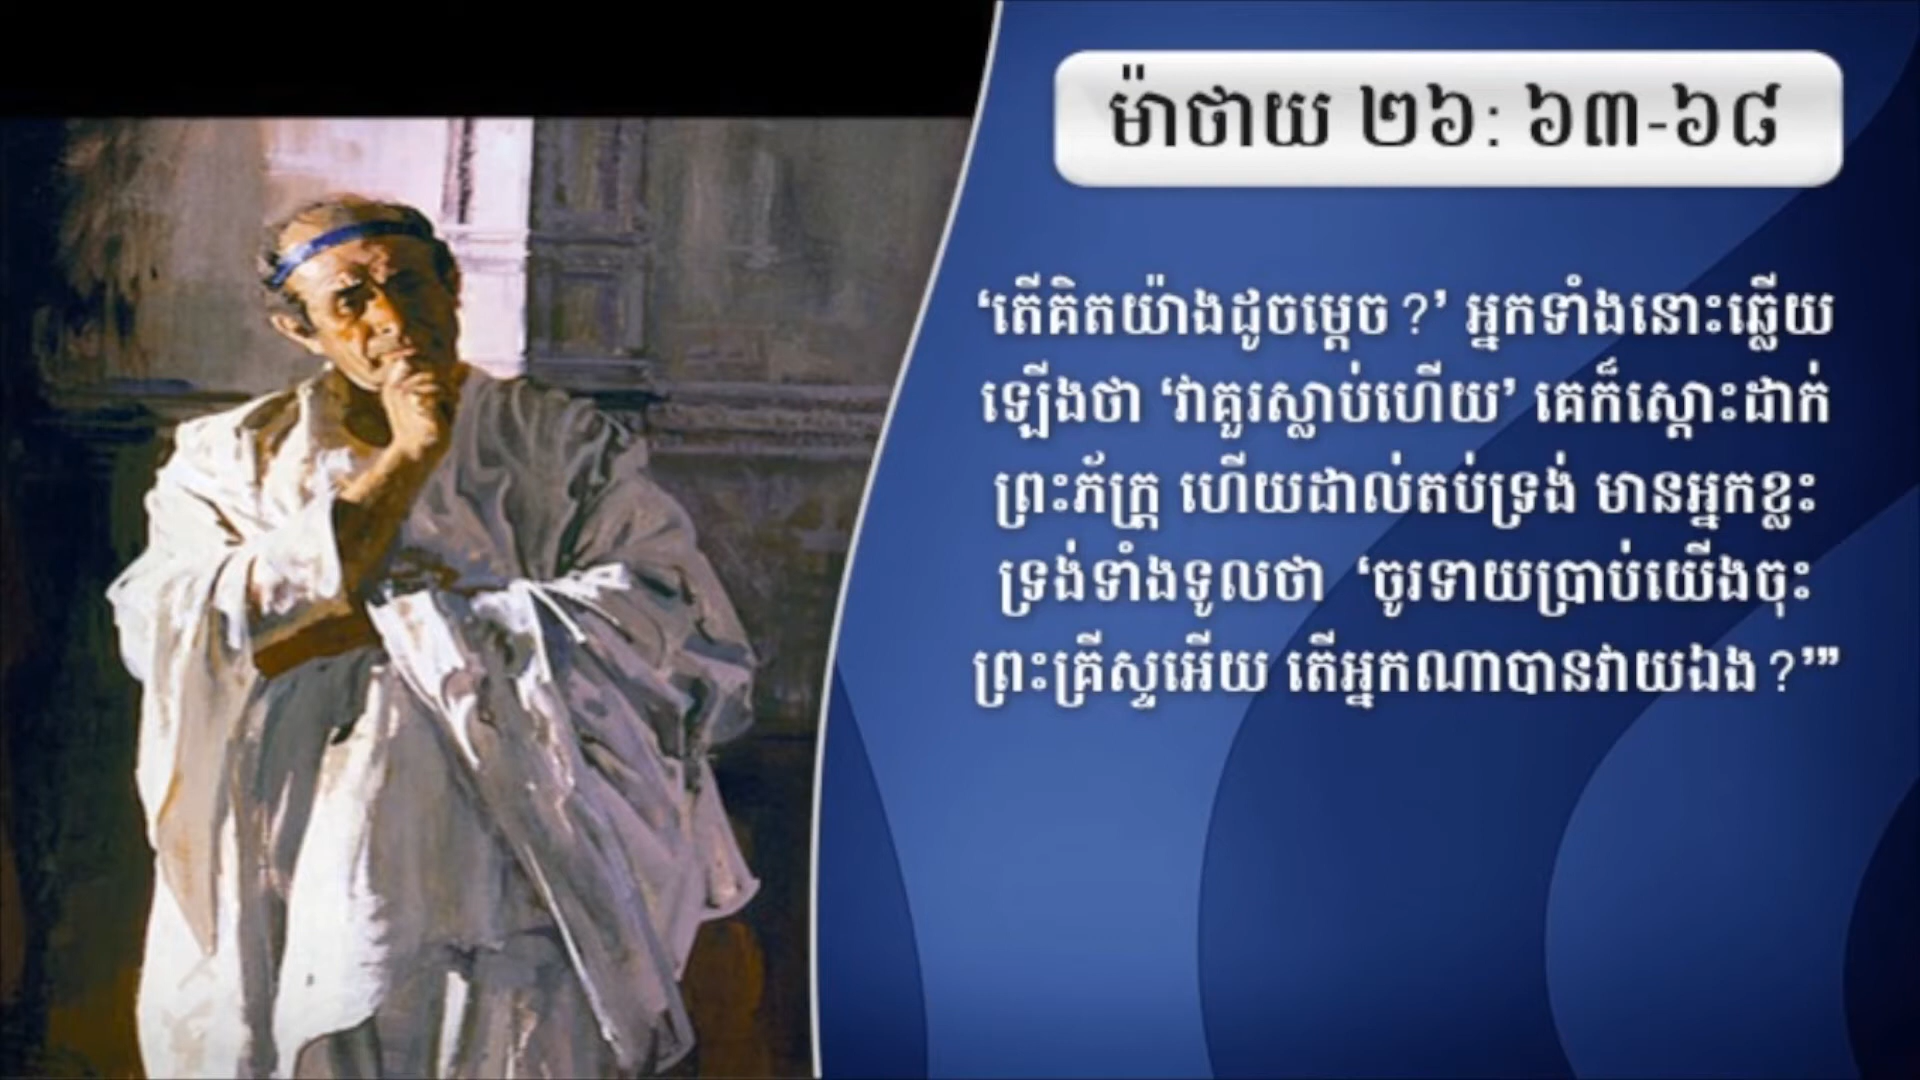 ម៉ាថាយ ២៦: ៦៣-៦៨
‘តើគិតយ៉ាងដូចម្ដេច ?’ អ្នកទាំងនោះឆ្លើយ
ឡើងថា ‘វាគួរស្លាប់ហើយ’ គេក៏ស្ដោះដាក់
ព្រះភ័ក្ត្រ ហើយដាល់តប់ទ្រង់ មានអ្នកខ្លះ
ទ្រង់ទាំងទូលថា ‘ចូរទាយប្រាប់យើងចុះ
ព្រះគ្រីស្ទអើយ តើអ្នកណាបានវាយឯង ?’”